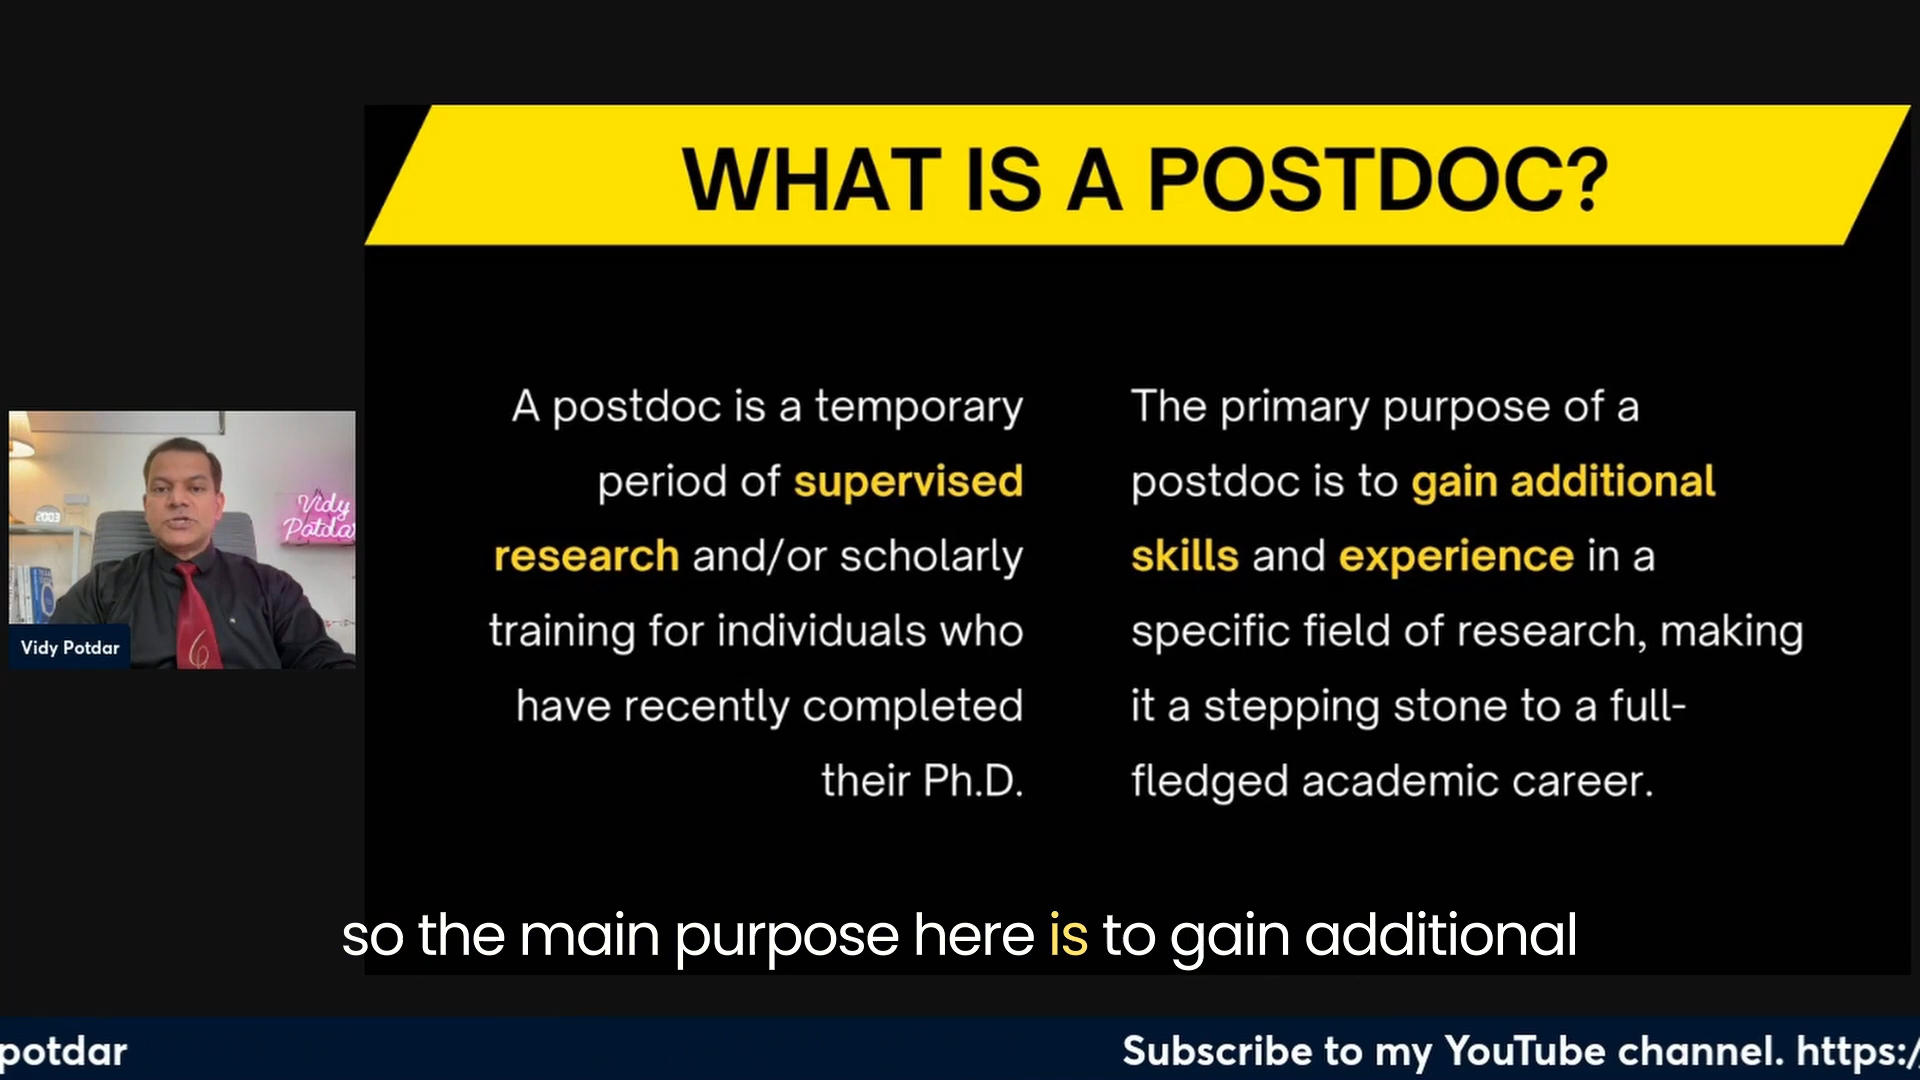 WHAT IS A POSTDOC?
A postdoc is a temporary
period of supervised
research and/or scholarly
training for individuals who
have recently completed
their Ph.D.
The primary purpose of a
postdoc is to gain additional
skills and experience in a
specific field of research, making
it a stepping stone to a full-
fledged academic career.
Vidy
Potdar
Vidy Potdar
so the main purpose here is to gain additional
potdar
Subscribe to my YouTube channel. https:/